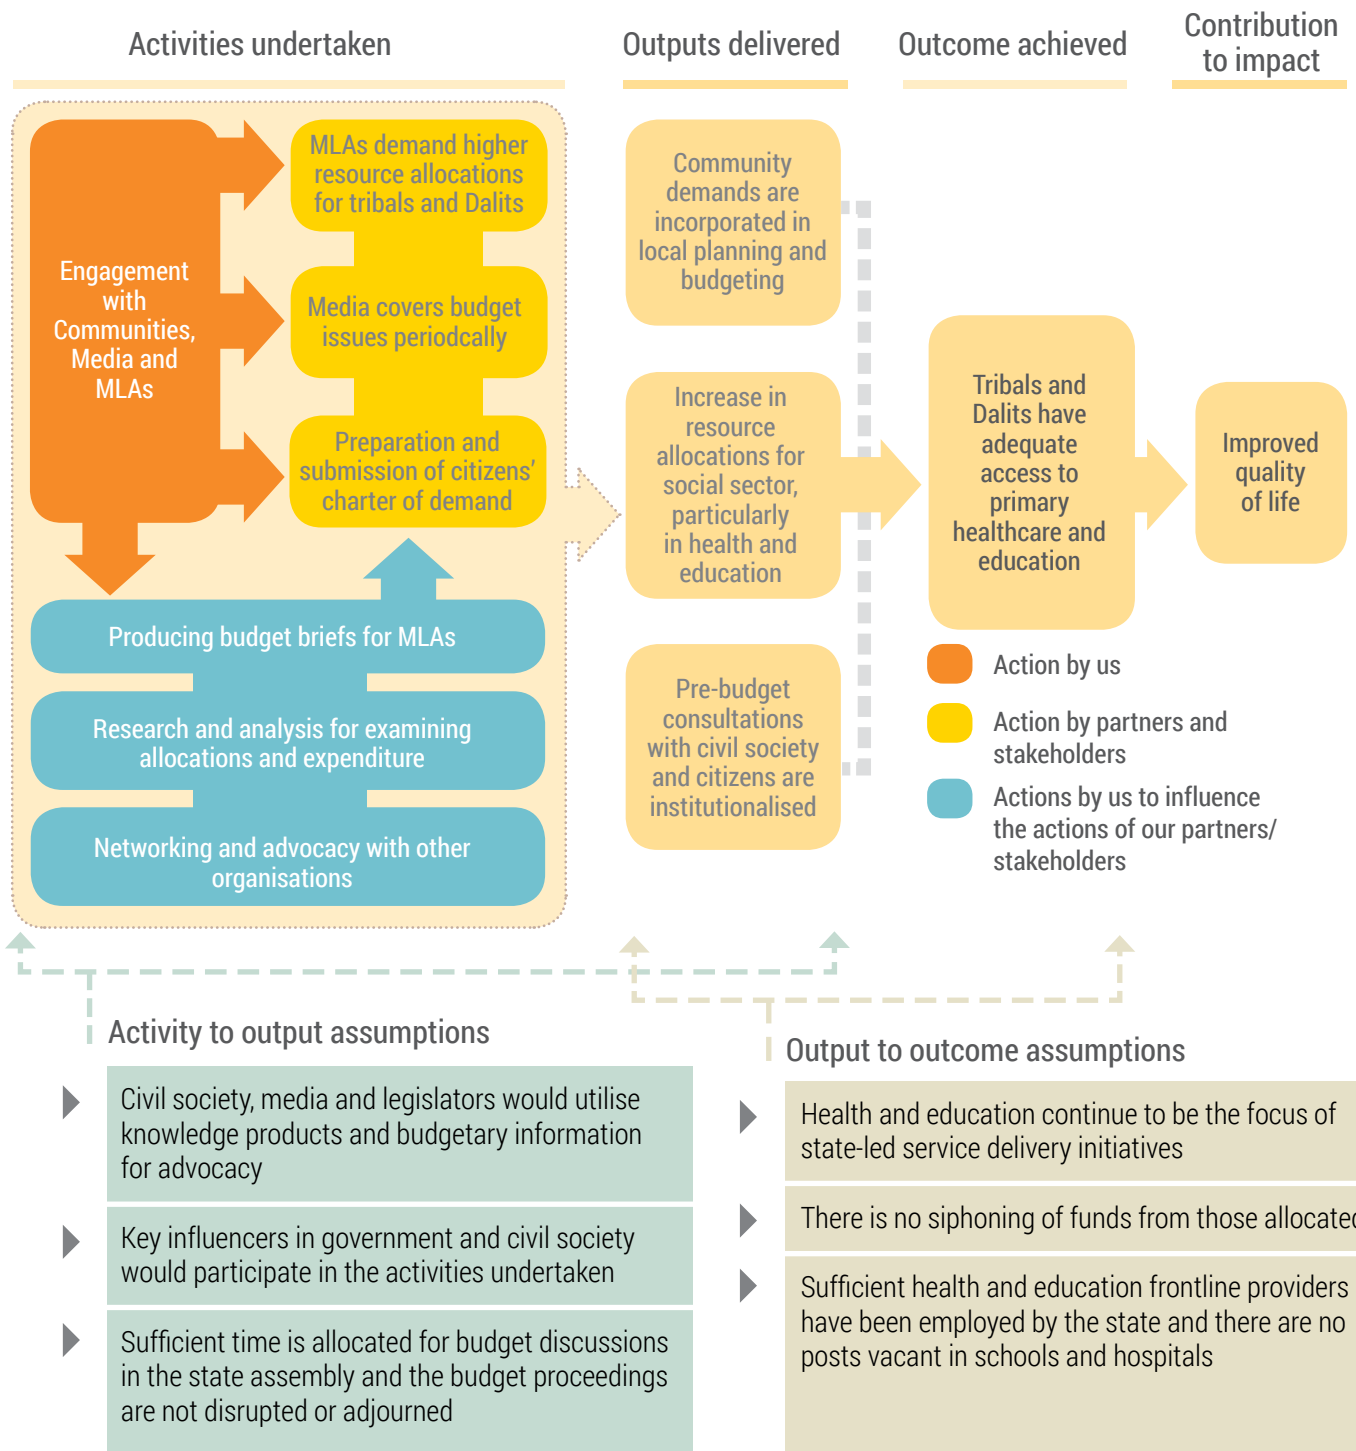 Activities undertaken
Outputs delivered
Outcome achieved
Contribution
to impact
Engagement
with
Communities,
Media and
MLAs
MLAs demand higher
resource allocations
for tribals and Dalits
Media covers budget
issues periodcally
Preparation and
submission of citizens’
charter of demand
Producing budget briefs for MLAs
Research and analysis for examining
allocations and expenditure
Networking and advocacy with other
organisations
Community
demands are
incorporated in
local planning and
budgeting
Increase in
resource
allocations for
social sector,
particularly
in health and
education
Pre-budget
consultations
with civil society
and citizens are
institutionalised
Tribals and
Dalits have
adequate
access to
primary
healthcare and
education
Improved
quality
of life
Action by us
Action by partners and
stakeholders
Actions by us to influence
the actions of our partners/
stakeholders
Activity to output assumptions
Civil society, media and legislators would utilise
knowledge products and budgetary information
for advocacy
Key influencers in government and civil society
would participate in the activities undertaken
Sufficient time is allocated for budget discussions
in the state assembly and the budget proceedings
are not disrupted or adjourned
Output to outcome assumptions
Health and education continue to be the focus of
state-led service delivery initiatives
There is no siphoning of funds from those allocated
Sufficient health and education frontline providers
have been employed by the state and there are no
posts vacant in schools and hospitals